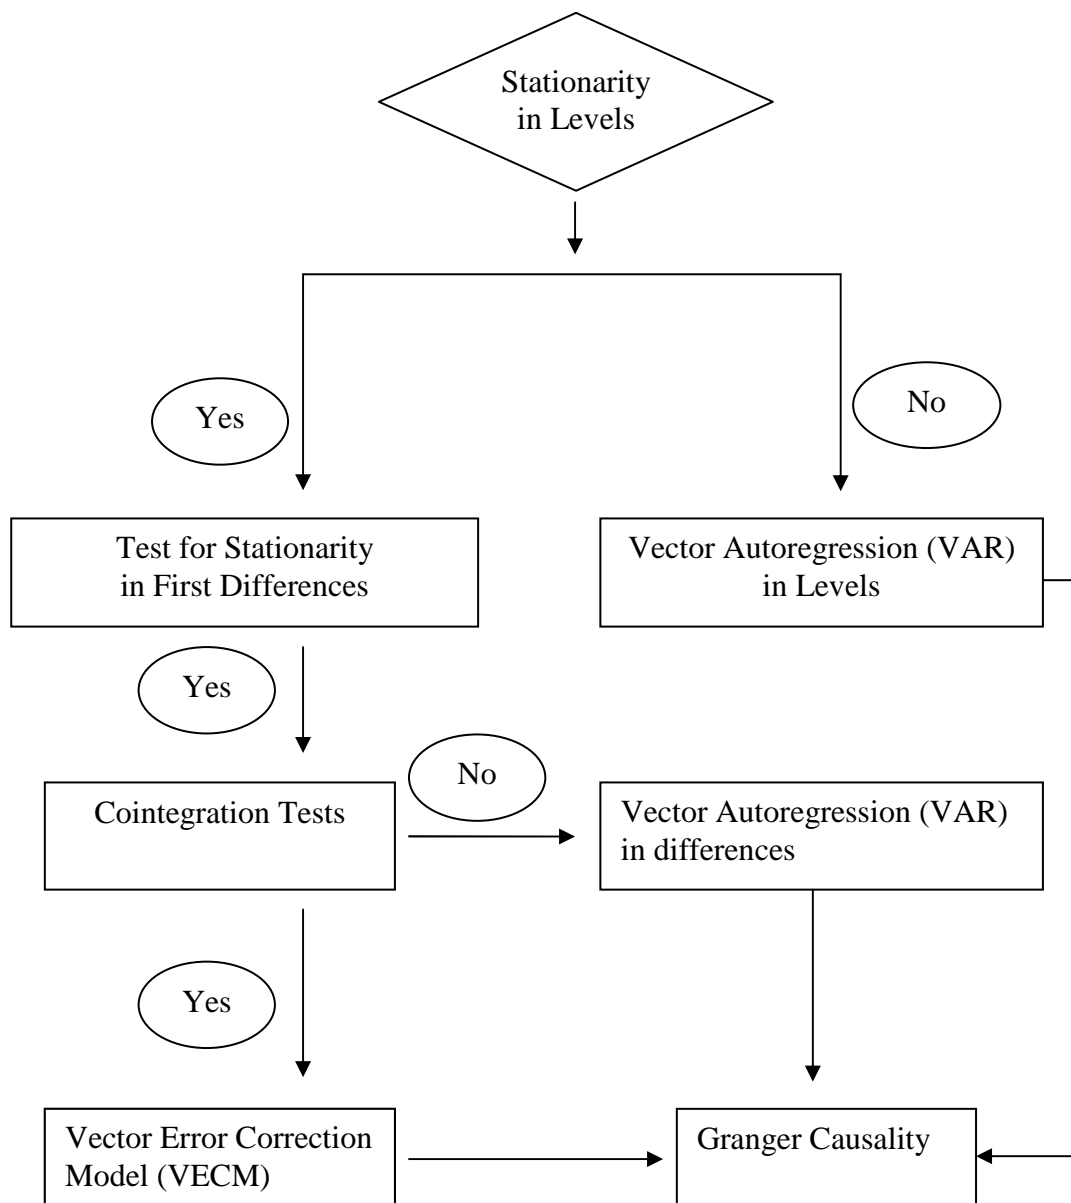 Stationarity
in Levels
Yes
No
Test for Stationarity
in First Differences
Vector Autoregression (VAR)
in Levels
Yes
No
Cointegration Tests
Vector Autoregression (VAR)
in differences
Yes
Vector Error Correction
Model (VECM)
Granger Causality